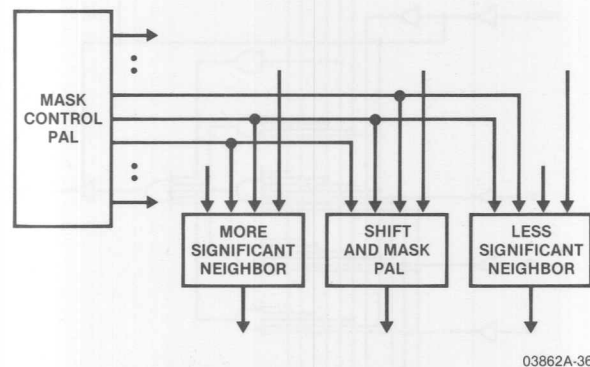 MASK
CONTROL
PAL
MORE
SIGNIFICANT
NEIGHBOR
SHIFT
AND MASK
PAL
LESS
SIGNIFICANT
NEIGHBOR
03862A-36